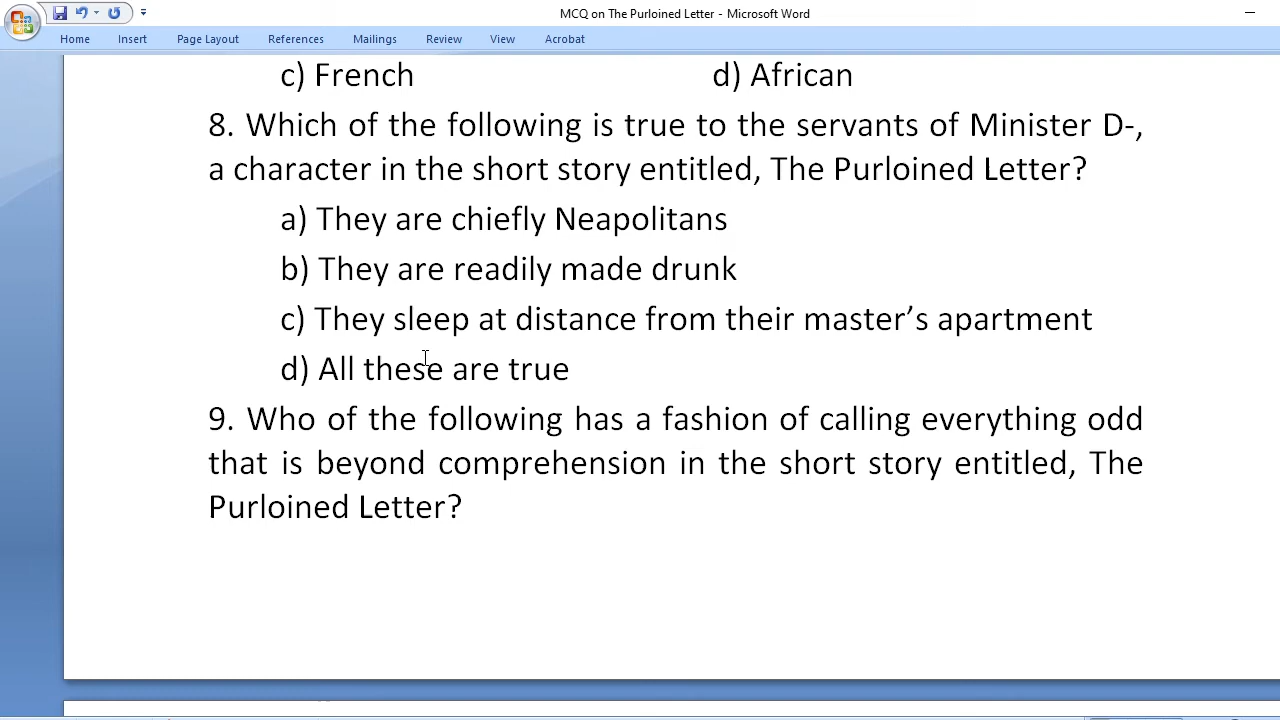 MCQ on The Purloined Letter - Microsoft Word
Home Insert Page Layout References Mailings Review View Acrobat
c) French d) African
8. Which of the following is true to the servants of Minister D-,
a character in the short story entitled, The Purloined Letter?
a) They are chiefly Neapolitans
b) They are readily made drunk
c) They sleep at distance from their master’s apartment
d) All these are true
9. Who of the following has a fashion of calling everything odd
that is beyond comprehension in the short story entitled, The
Purloined Letter?